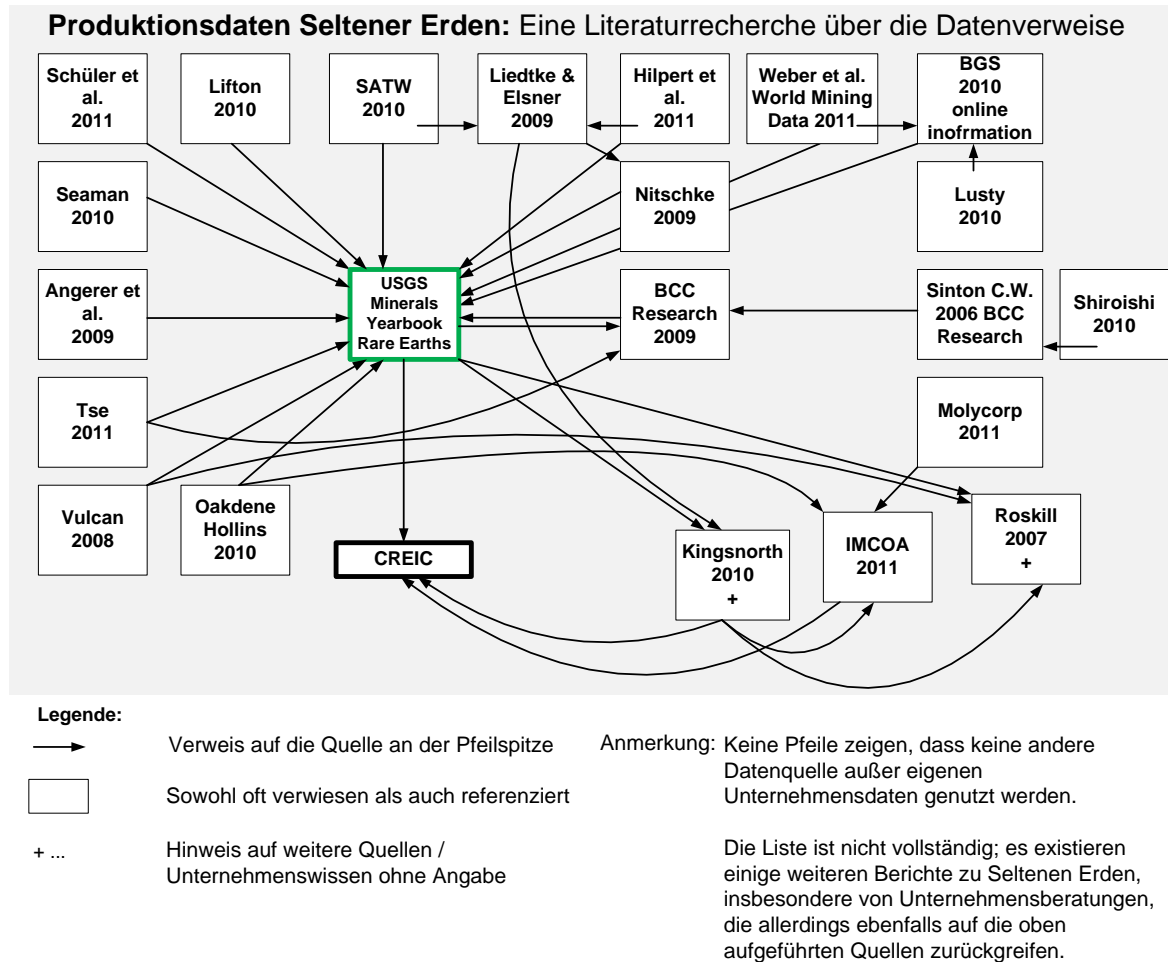 Produktionsdaten Seltener Erden: Eine Literaturrecherche über die Datenverweise
Schüler et
al.
2011
Lifton
2010
SATW
2010
Liedtke &
Elsner
2009
Hilpert et
al.
2011
Weber et al.
World Mining
Data 2011
BGS
2010
online
inofrmation
Seaman
2010
Nitschke
2009
Lusty
2010
Angerer et
al.
2009
USGS
Minerals
Yearbook
Rare Earths
BCC
Research
2009
Sinton C.W.
2006 BCC
Research
Shiroishi
2010
Tse
2011
Molycorp
2011
Vulcan
2008
Oakdene
Hollins
2010
CREIC
Kingsnorth
2010
+
IMCOA
2011
Roskill
2007
+
Legende:
Verweis auf die Quelle an der Pfeilspitze
Sowohl oft verwiesen als auch referenziert
+ ...
Hinweis auf weitere Quellen /
Unternehmenswissen ohne Angabe
Anmerkung: Keine Pfeile zeigen, dass keine andere
Datenquelle außer eigenen
Unternehmensdaten genutzt werden.
Die Liste ist nicht vollständig; es existieren
einige weiteren Berichte zu Seltenen Erden,
insbesondere von Unternehmensberatungen,
die allerdings ebenfalls auf die oben
aufgeführten Quellen zurückgreifen.